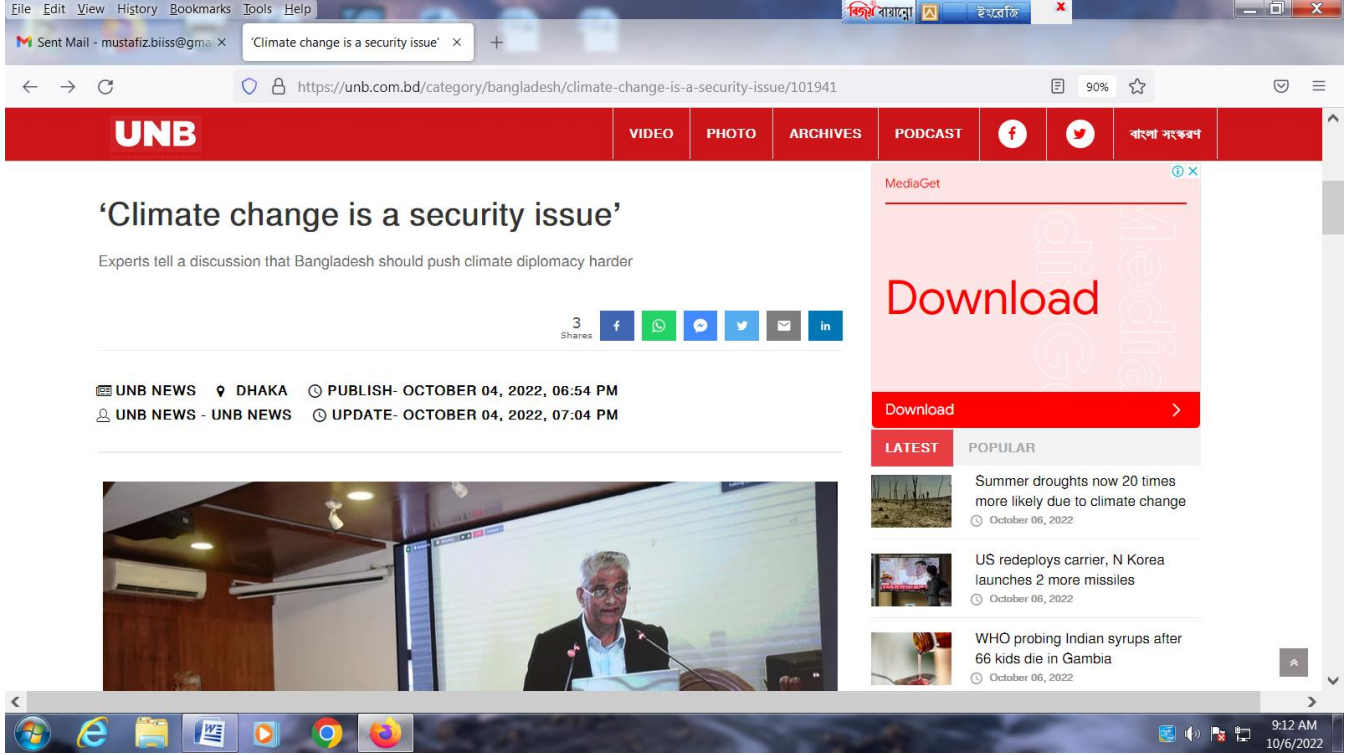 File Edit View History Bookmarks Tools Help
বিজয় বায়ান্নো ইংরেজি X
Sent Mail - mustafiz.biiss@gmai
‘Climate change is a security issue’
https://unb.com.bd/category/bangladesh/climate-change-is-a-security-issue/101941
90%
UNB
VIDEO PHOTO ARCHIVES PODCAST বাংলা সংস্করণ
‘Climate change is a security issue’
Experts tell a discussion that Bangladesh should push climate diplomacy harder
3
Shares
UNB NEWS DHAKA PUBLISH- OCTOBER 04, 2022, 06:54 PM
UNB NEWS - UNB NEWS UPDATE- OCTOBER 04, 2022, 07:04 PM
MediaGet
Download
Download
LATEST POPULAR
Summer droughts now 20 times
more likely due to climate change
October 06, 2022
US redeploys carrier, N Korea
launches 2 more missiles
October 06, 2022
WHO probing Indian syrups after
66 kids die in Gambia
October 06, 2022
9:12 AM
10/6/2022